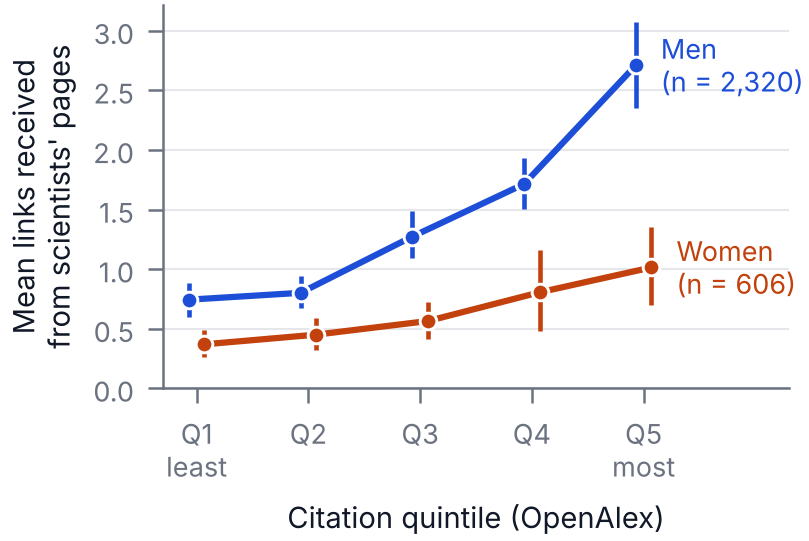 Mean links received
from scientists' pages
3.0
2.5
2.0
1.5
1.0
0.5
0.0
Men
(n = 2,320)
Women
(n = 606)
Q1
least
Q2
Q3
Q4
Q5
most
Citation quintile (OpenAlex)